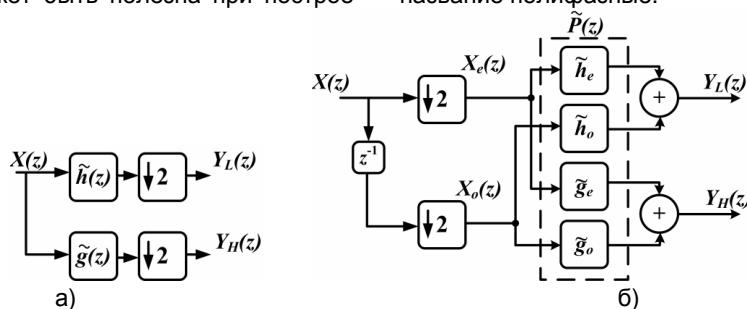 жет быть полезна при построе-
название полифазные.
X(z)
h̃(z)
↓2
Y_L(z)
g̃(z)
↓2
Y_H(z)
а)
P̃(z)
X(z)
↓2
X_e(z)
z⁻¹
↓2
X_o(z)
h̃_e
h̃_o
g̃_e
g̃_o
+
Y_L(z)
+
Y_H(z)
б)